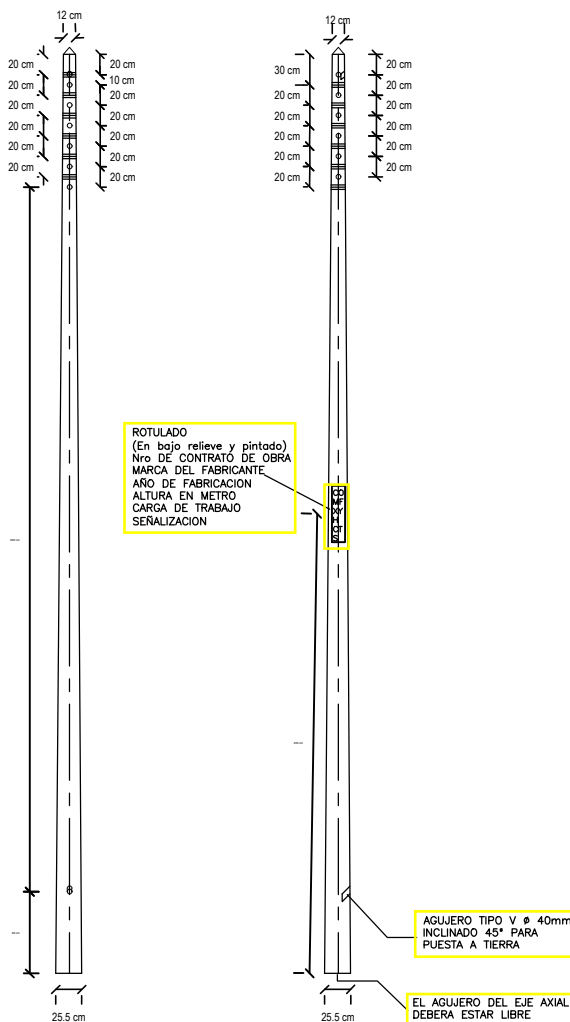 12 cm
12 cm
20 cm
20 cm
20 cm
20 cm
20 cm
20 cm
20 cm
10 cm
20 cm
20 cm
20 cm
20 cm
20 cm
30 cm
20 cm
20 cm
20 cm
20 cm
20 cm
20 cm
20 cm
20 cm
20 cm
20 cm
ROTULADO
(En bajo relieve y pintado)
Nro DE CONTRATO DE OBRA
MARCA DEL FABRICANTE
AÑO DE FABRICACION
ALTURA EN METRO
CARGA DE TRABAJO
SEÑALIZACION
AGUJERO TIPO V Ø 40mm
INCLINADO 45° PARA
PUESTA A TIERRA
EL AGUJERO DEL EJE AXIAL
DEBERA ESTAR LIBRE
25.5 cm
25.5 cm